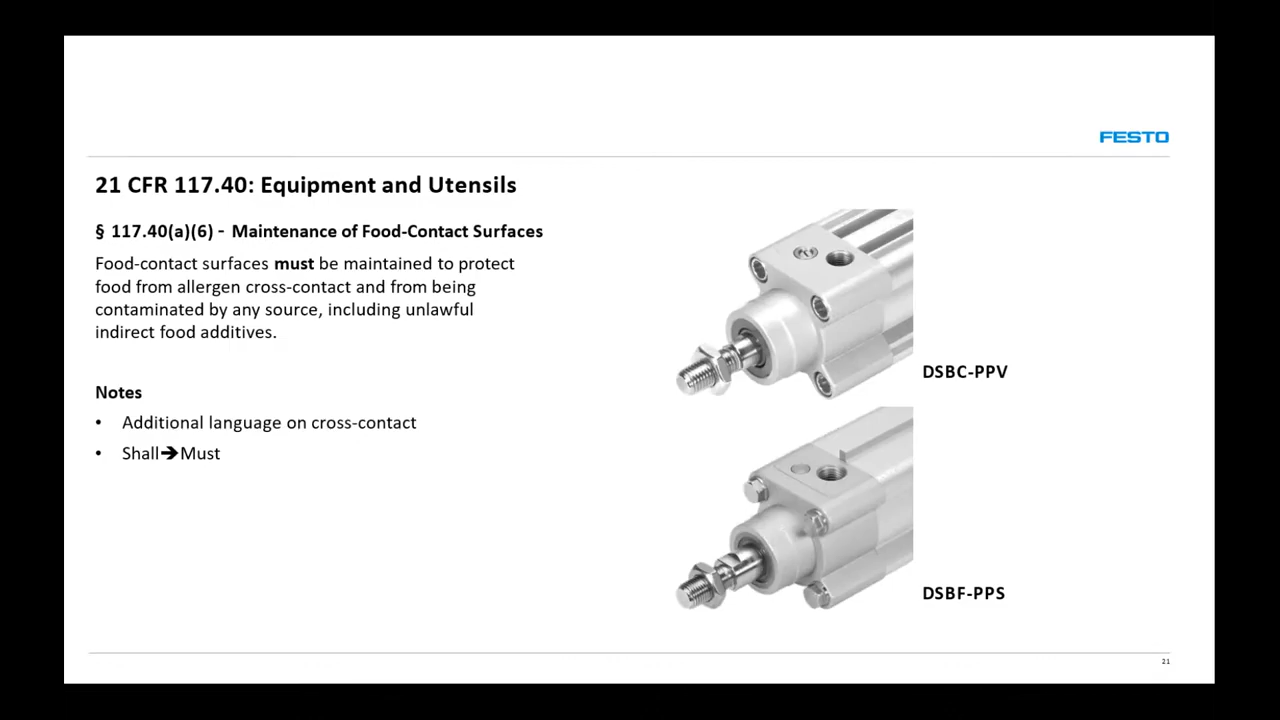 FESTO
21 CFR 117.40: Equipment and Utensils
§ 117.40(a)(6) - Maintenance of Food-Contact Surfaces
Food-contact surfaces must be maintained to protect
food from allergen cross-contact and from being
contaminated by any source, including unlawful
indirect food additives.
Notes
• Additional language on cross-contact
• Shall➔Must
DSBC-PPV
DSBF-PPS
21